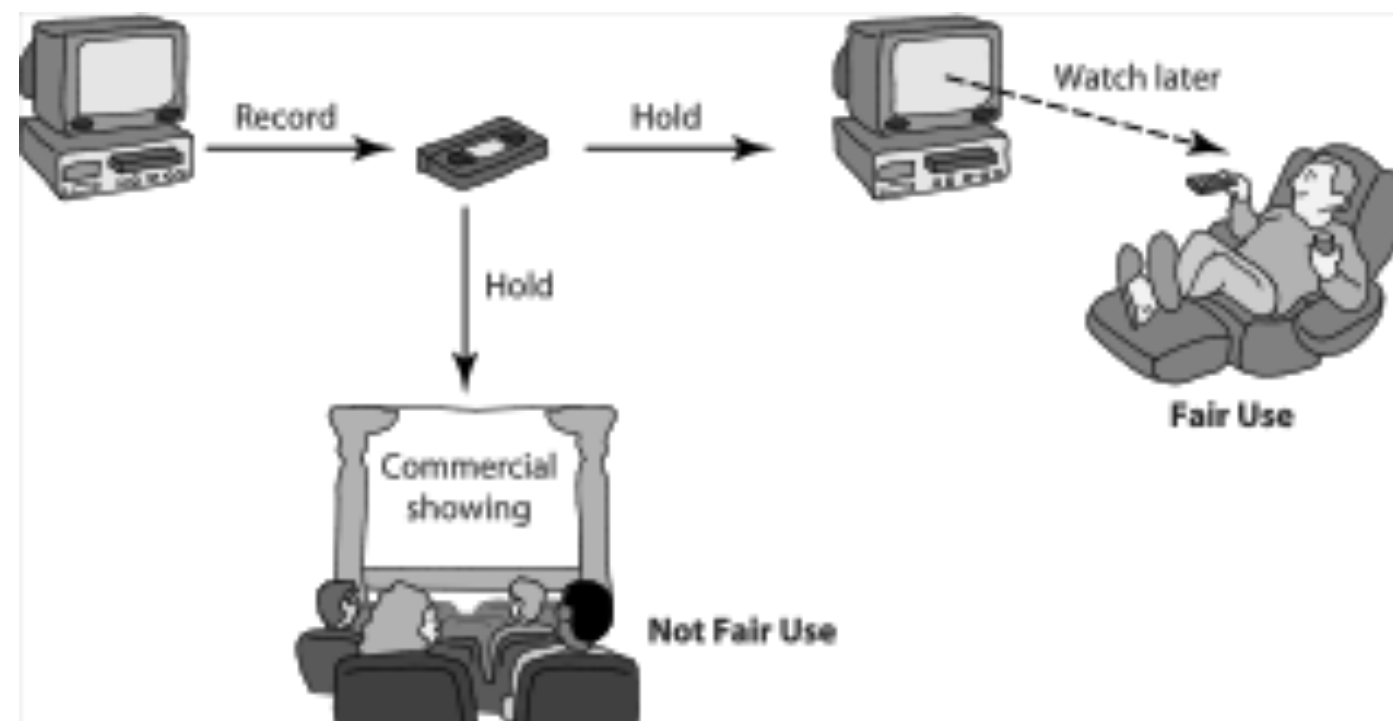 Record
Hold
Watch later
Hold
Fair Use
Commercial
showing
Not Fair Use